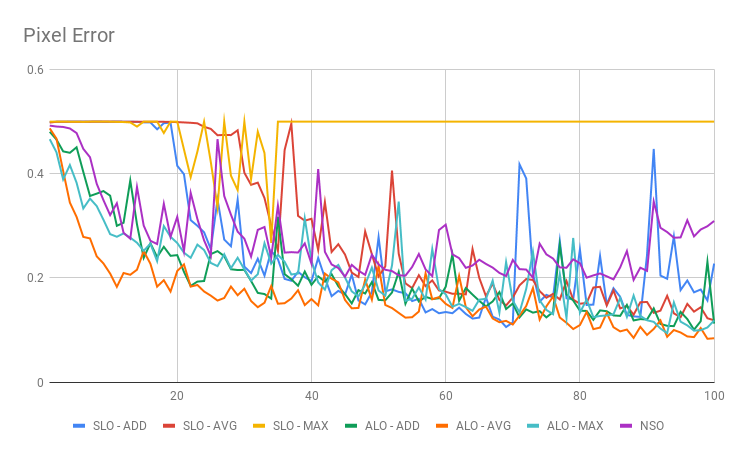 Pixel Error
0.6
0.4
0.2
0
20 40 60 80 100
SLO - ADD SLO - AVG SLO - MAX ALO - ADD ALO - AVG ALO - MAX NSO